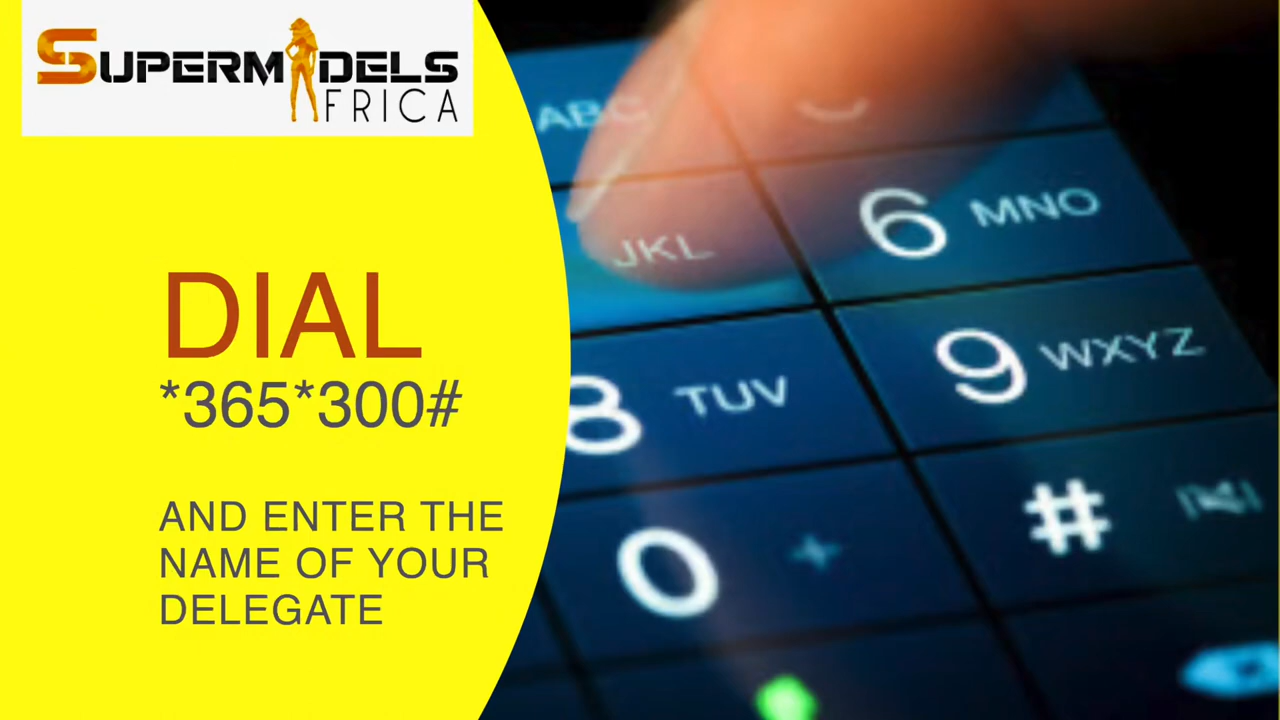 SUPERMODELS
AFRICA
DIAL
*365*300#
AND ENTER THE
NAME OF YOUR
DELEGATE
ABC
JKL
6 MNO
8 TUV
9 WXYZ
0 +
#